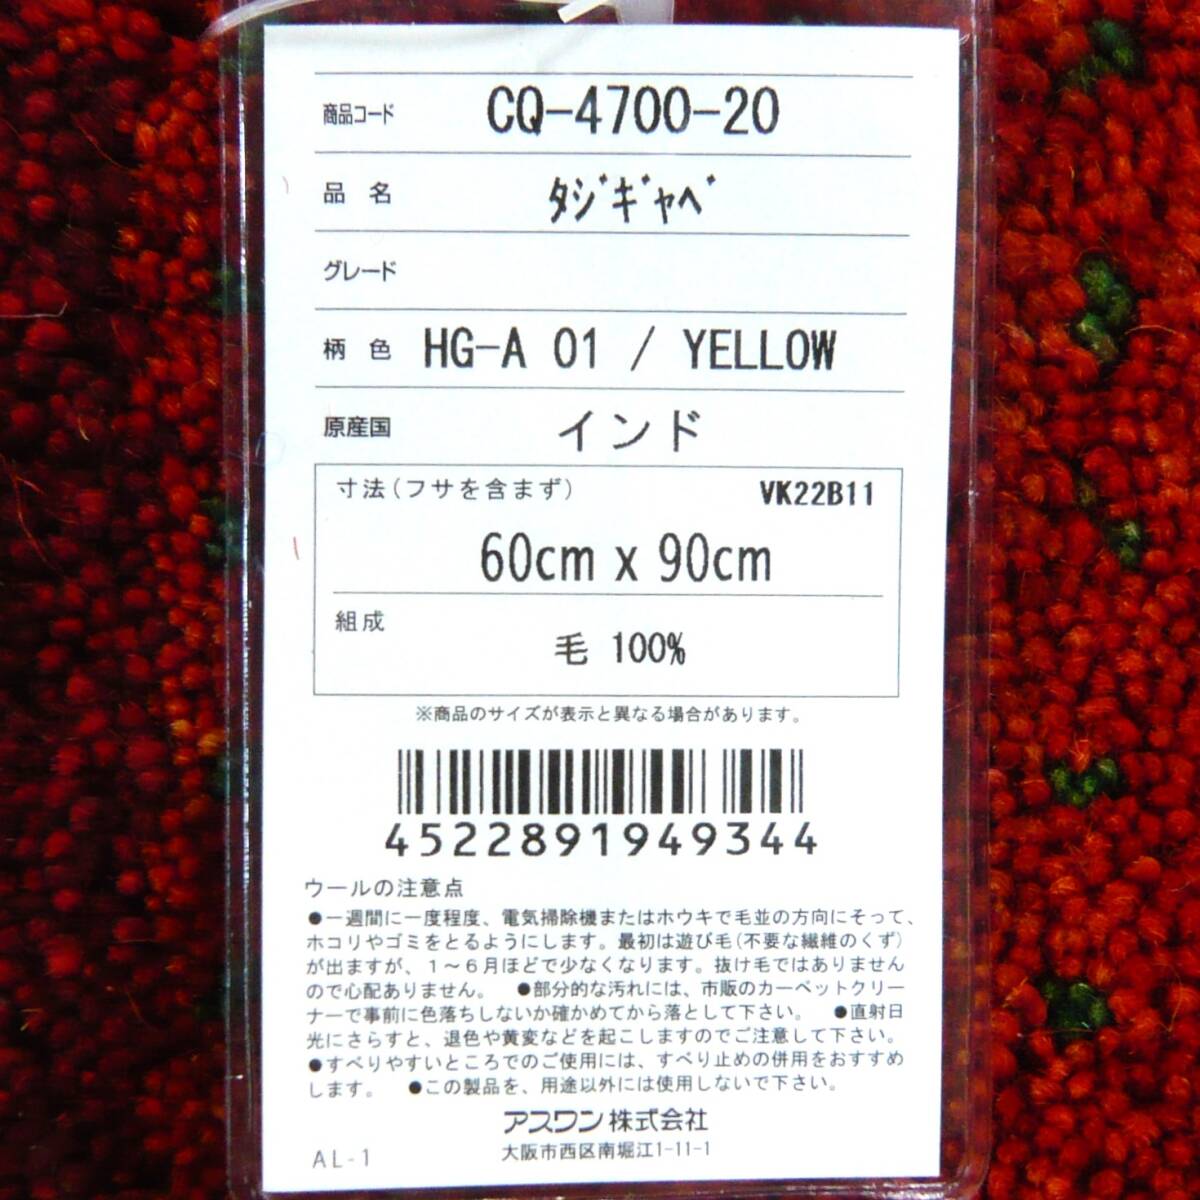 商品コード CQ-4700-20
品名 ﾀｼﾞｷﾞｬﾍﾞ
グレード
柄色 HG-A 01 / YELLOW
原産国 インド
寸法(フサを含まず) VK22B11
60cm x 90cm
組成
毛 100%
※商品のサイズが表示と異なる場合があります。
4522891949344
ウールの注意点
●一週間に一度程度、電気掃除機またはホウキで毛並の方向にそって、
ホコリやゴミをとるようにします。最初は遊び毛(不要な繊維のくず)
が出ますが、１～６月ほどで少なくなります。抜け毛ではありません
ので心配ありません。 ●部分的な汚れには、市販のカーペットクリー
ナーで事前に色落ちしないか確かめてから落として下さい。 ●直射日
光にさらすと、退色や黄変などを起こしますのでご注意して下さい。
●すべりやすいところでのご使用には、すべり止めの併用をおすすめ
します。 ●この製品を、用途以外には使用しないで下さい。
アスワン株式会社
AL-1 大阪市西区南堀江1-11-1